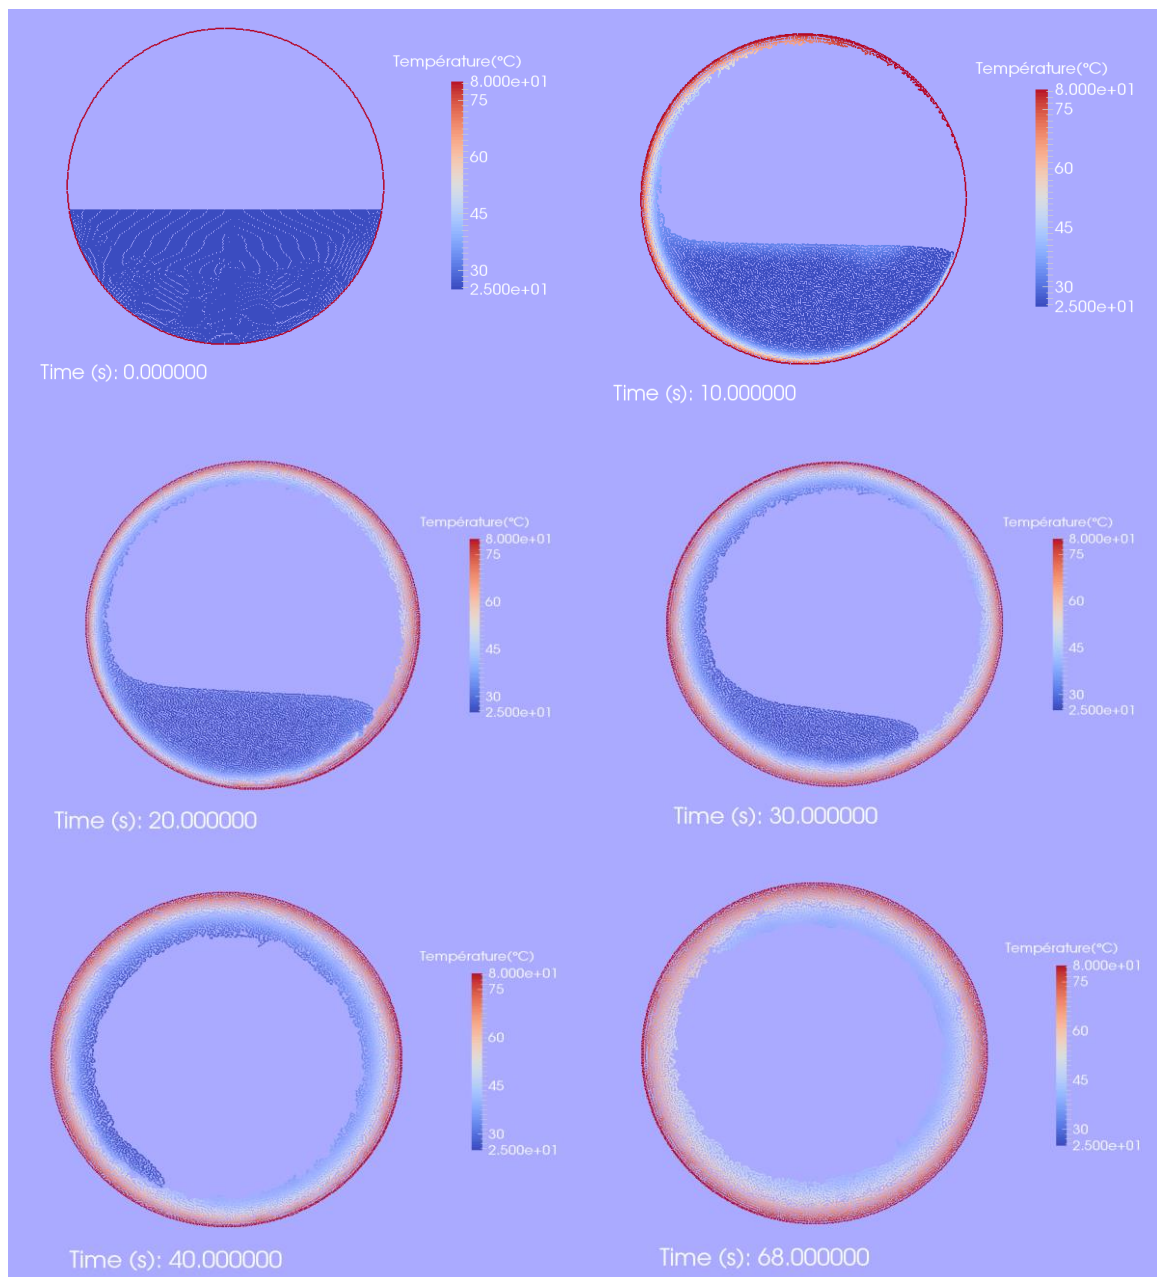 Température(°C)
8.000e+01
75
60
45
30
2.500e+01
Time (s): 0.000000
Température(°C)
8.000e+01
75
60
45
30
2.500e+01
Time (s): 10.000000
Température(°C)
8.000e+01
75
60
45
30
2.500e+01
Time (s): 20.000000
Température(°C)
8.000e+01
75
60
45
30
2.500e+01
Time (s): 30.000000
Température(°C)
8.000e+01
75
60
45
30
2.500e+01
Time (s): 40.000000
Température(°C)
8.000e+01
75
60
45
30
2.500e+01
Time (s): 68.000000